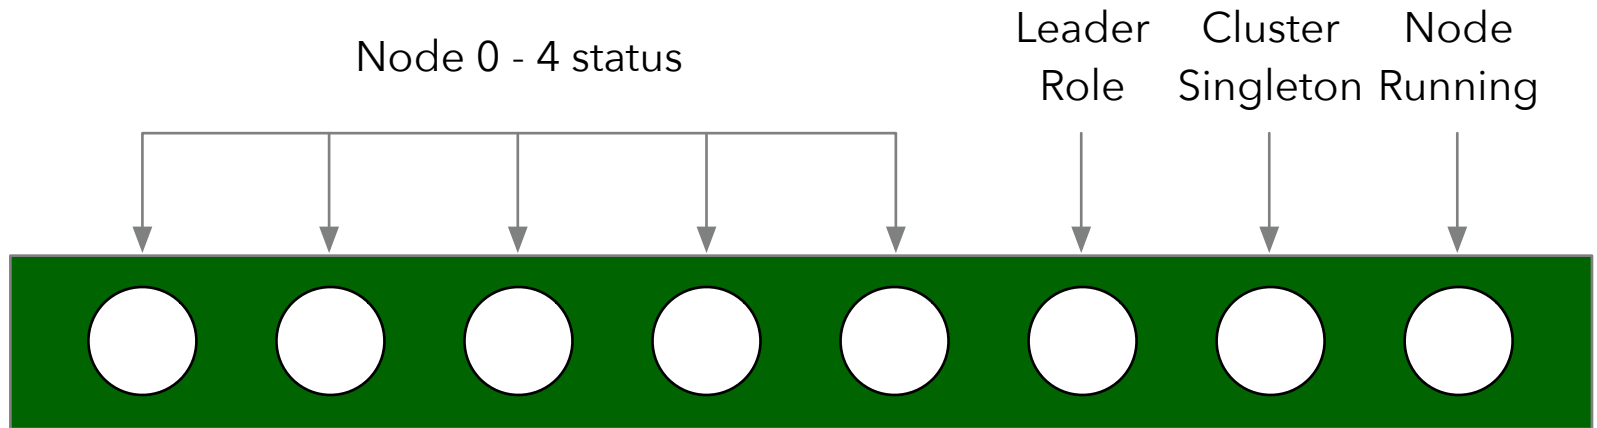 Node 0 - 4 status
Leader
Role
Cluster
Singleton
Node
Running